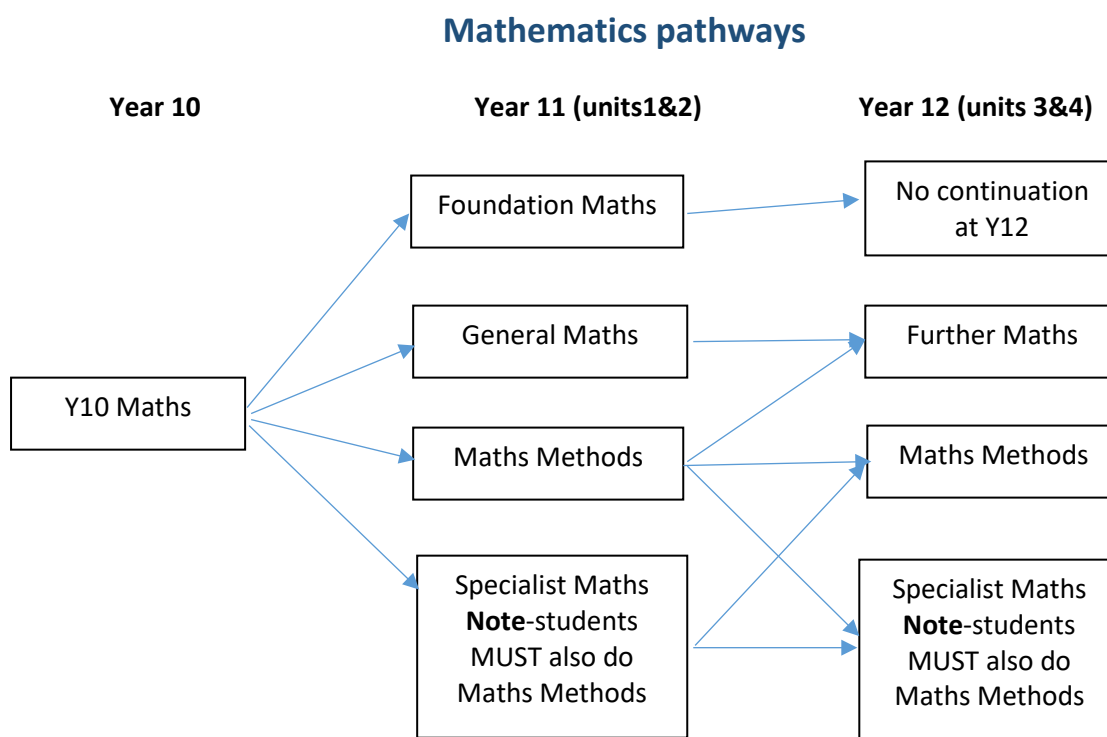 Mathematics pathways
Year 10
Year 11 (units1&2)
Year 12 (units 3&4)
Foundation Maths
No continuation
at Y12
General Maths
Further Maths
Y10 Maths
Maths Methods
Maths Methods
Specialist Maths
Note-students
MUST also do
Maths Methods
Specialist Maths
Note-students
MUST also do
Maths Methods